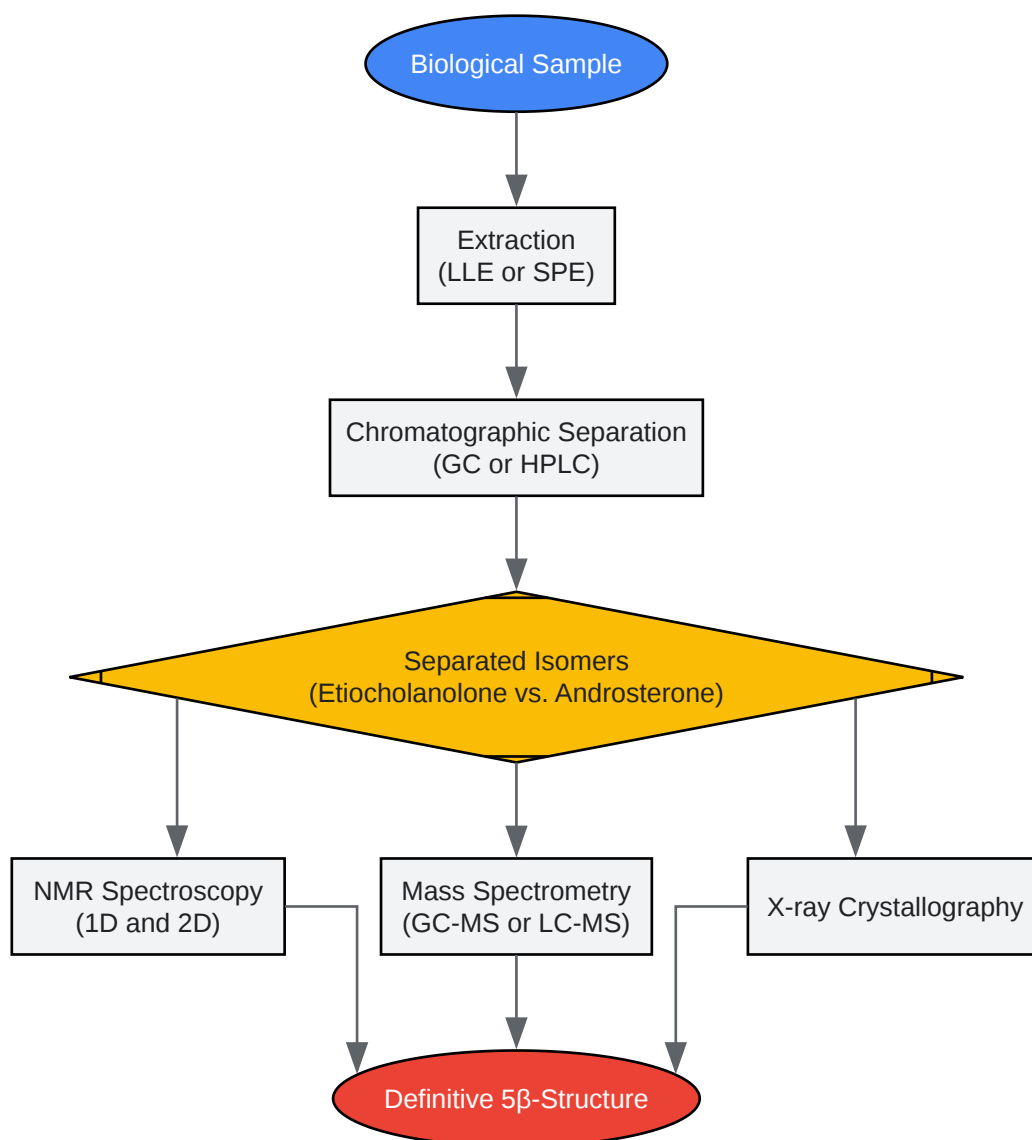 Biological Sample
Extraction
(LLE or SPE)
Chromatographic Separation
(GC or HPLC)
Separated Isomers
(Etiocholanolone vs. Androsterone)
NMR Spectroscopy
(1D and 2D)
Mass Spectrometry
(GC-MS or LC-MS)
X-ray Crystallography
Definitive 5β-Structure